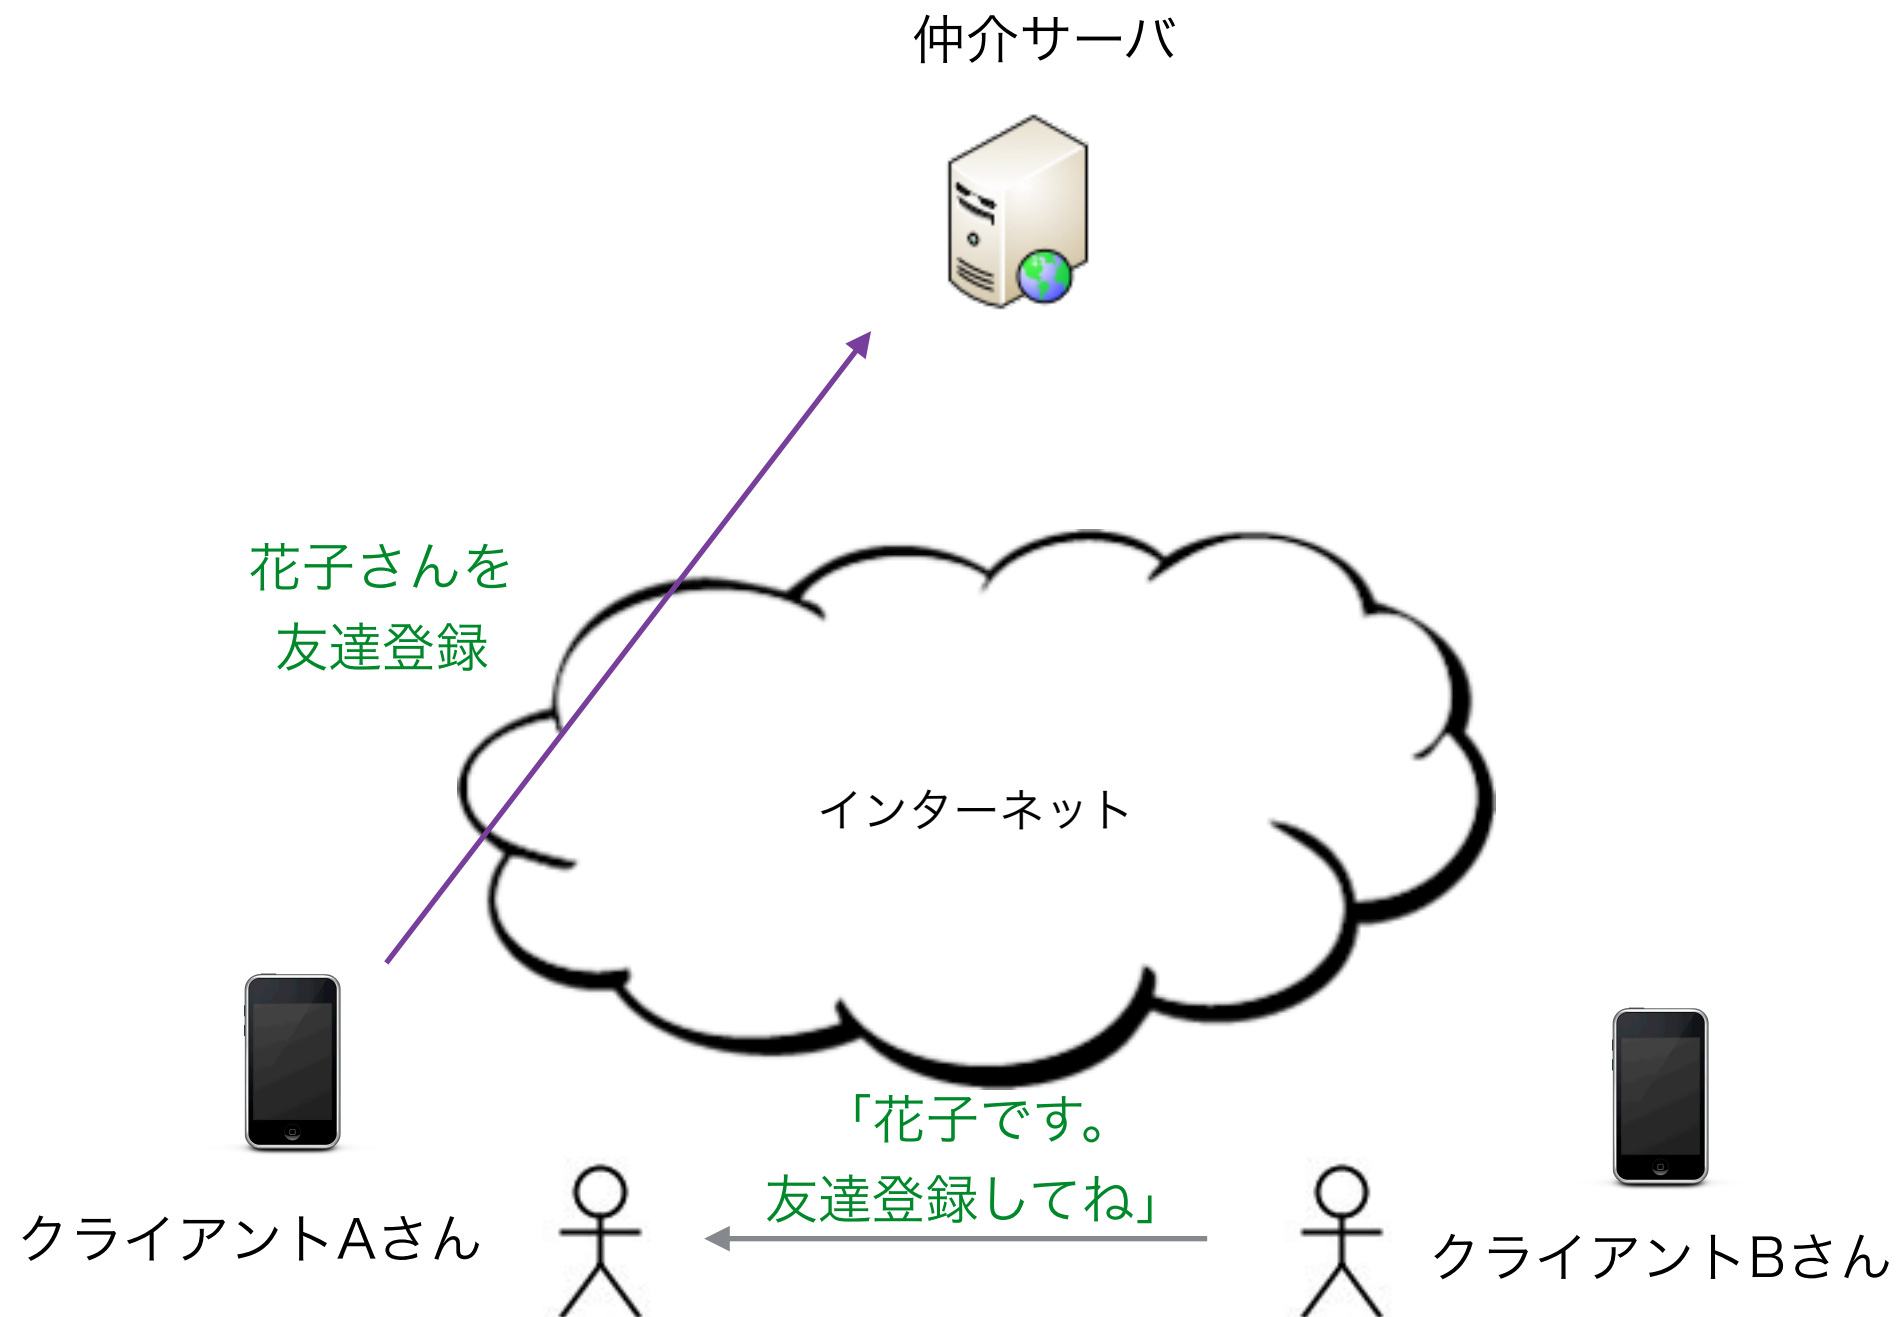 仲介サーバ
花子さんを
友達登録
インターネット
「花子です。
友達登録してね」
クライアントAさん
クライアントBさん